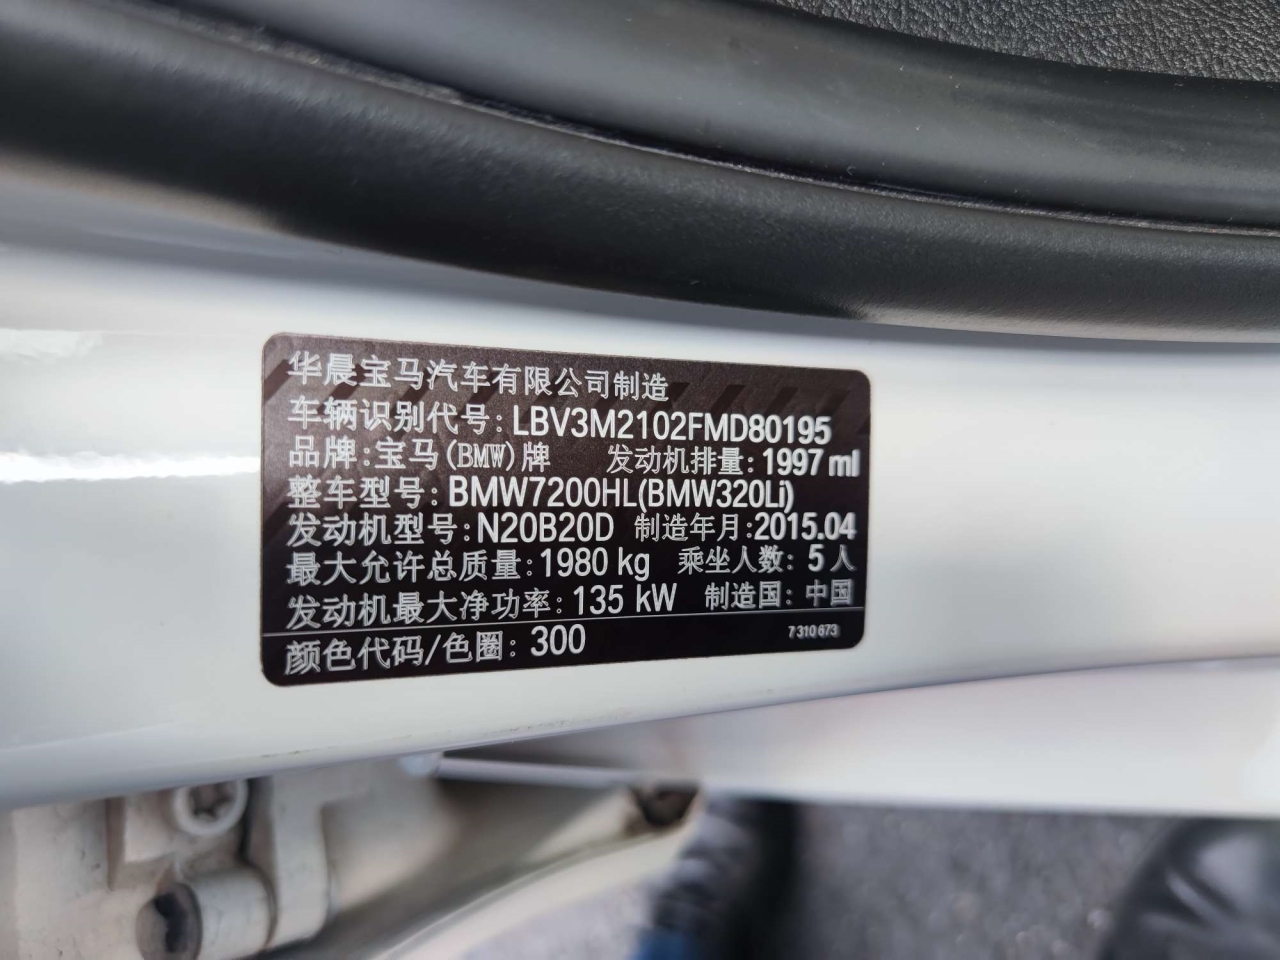 华晨宝马汽车有限公司制造
车辆识别代号: LBV3M2102FMD80195
品牌:宝马(BMW)牌 发动机排量: 1997 ml
整车型号: BMW7200HL(BMW320Li)
发动机型号: N20B20D 制造年月:2015.04
最大允许总质量: 1980 kg 乘坐人数: 5人
发动机最大净功率: 135 kW 制造国: 中国
颜色代码/色圈: 300 7 310 673